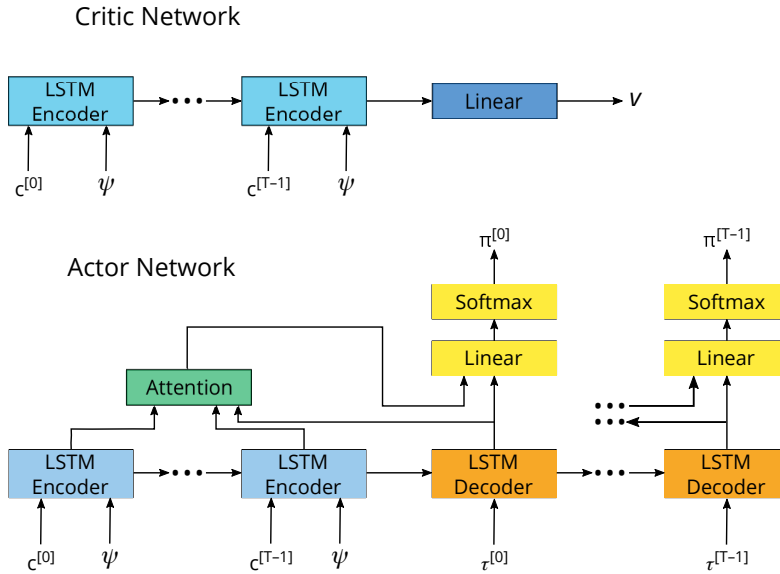 Critic Network
LSTM
Encoder
LSTM
Encoder
Linear
v
c[0]
ψ
c[T-1]
ψ
π[0]
π[T-1]
Actor Network
Softmax
Softmax
Linear
Linear
Attention
LSTM
Encoder
LSTM
Encoder
LSTM
Decoder
LSTM
Decoder
c[0]
ψ
c[T-1]
ψ
τ[0]
τ[T-1]